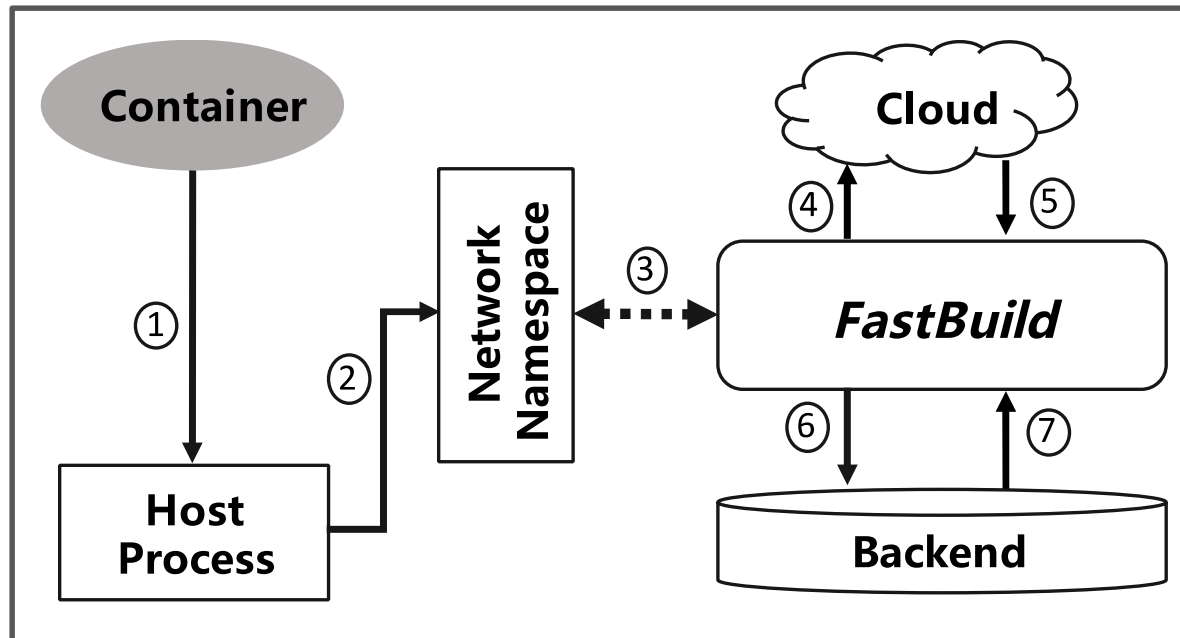 Container
Cloud
4
5
Network
Namespace
3
1
FastBuild
2
6
7
Host
Process
Backend